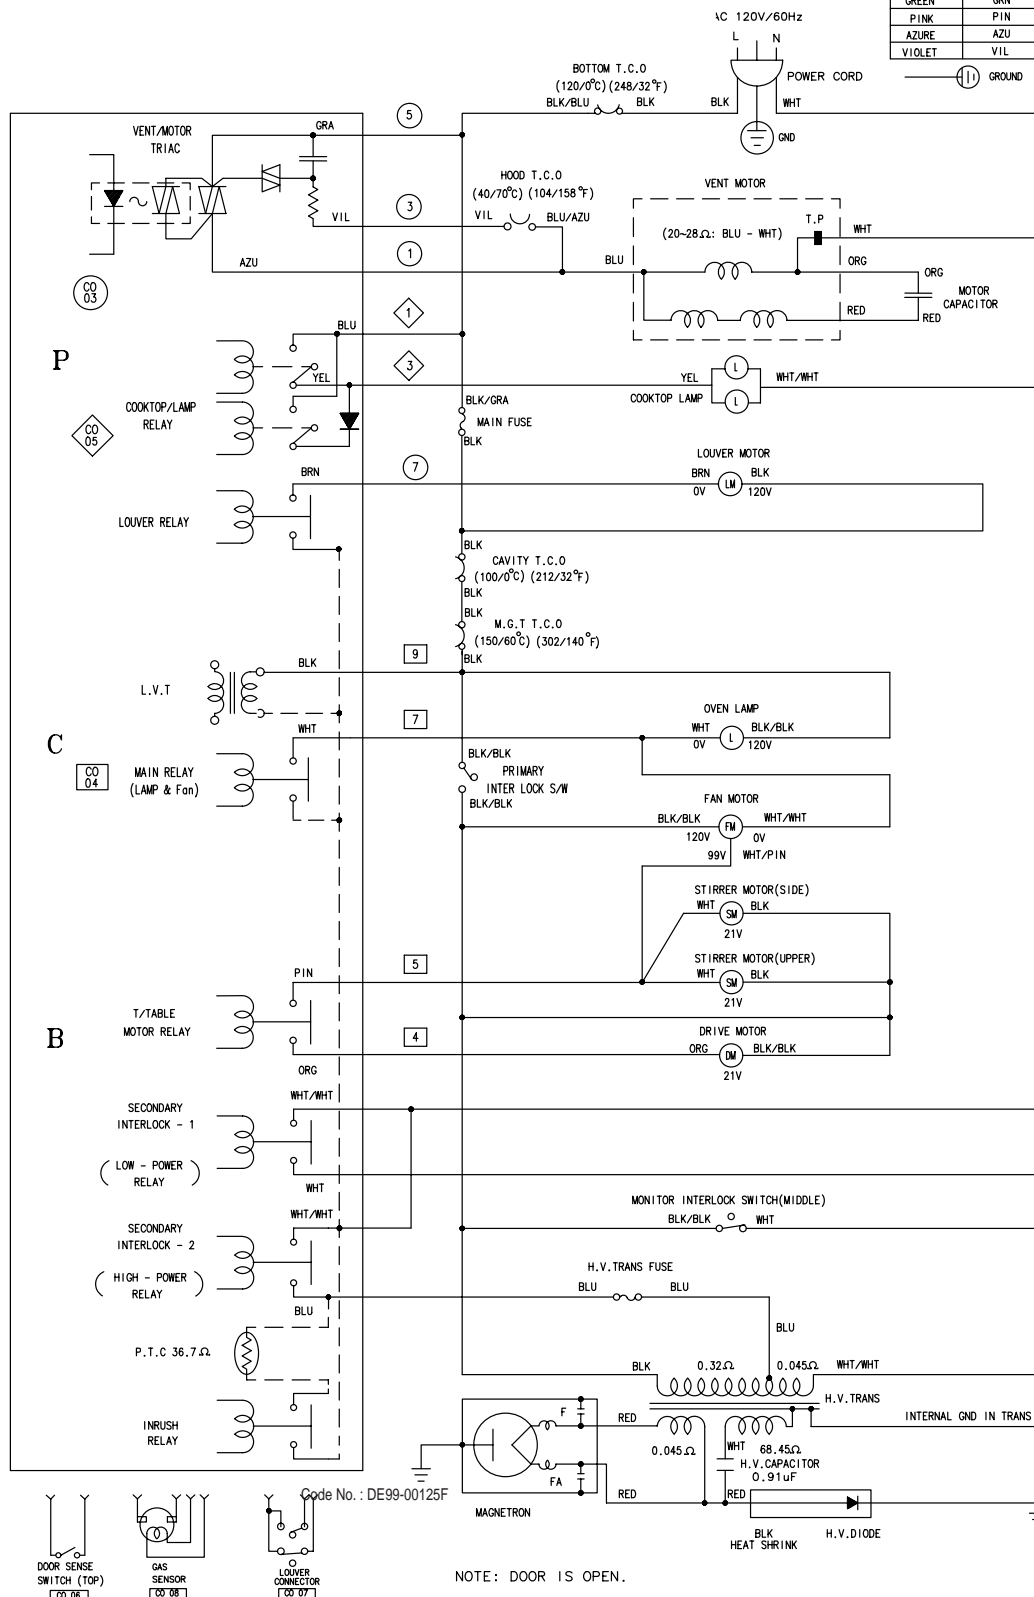 GREEN GRN
PINK PIN
AZURE AZU
VIOLET VIL
GROUND
AC 120V/60Hz
L N
POWER CORD
BOTTOM T.C.O
(120/0°C) (248/32°F)
BLK/BLU BLK
BLK WHT
GND
VENT/MOTOR
TRIAC
GRA
5
HOOD T.C.O
(40/70°C) (104/158°F)
VIL
3
VIL BLU/AZU
VENT MOTOR
T.P
(20~28Ω: BLU - WHT)
WHT
AZU
1
BLU
ORG
ORG
MOTOR
CAPACITOR
RED
RED
CO
03
1
BLU
P
3
YEL
YEL
WHT/WHT
COOKTOP LAMP
L
L
COOKTOP/LAMP
RELAY
CO
05
BLK/GRA
MAIN FUSE
BLK
LOUVER MOTOR
BRN
7
BRN LM BLK
0V 120V
LOUVER RELAY
BLK
CAVITY T.C.O
(100/0°C) (212/32°F)
BLK
BLK
M.G.T T.C.O
(150/60°C) (302/140°F)
BLK
9
BLK
L.V.T
7
WHT
OVEN LAMP
WHT L BLK/BLK
0V 120V
C
CO
04
MAIN RELAY
(LAMP & Fan)
BLK/BLK
PRIMARY
INTER LOCK S/W
BLK/BLK
FAN MOTOR
BLK/BLK FM WHT/WHT
120V 0V
99V WHT/PIN
STIRRER MOTOR(SIDE)
WHT SM BLK
21V
5
PIN
STIRRER MOTOR(UPPER)
WHT SM BLK
21V
B
T/TABLE
MOTOR RELAY
4
ORG
DRIVE MOTOR
ORG DM BLK/BLK
21V
SECONDARY
INTERLOCK - 1
WHT/WHT
(LOW - POWER
RELAY)
WHT
SECONDARY
INTERLOCK - 2
WHT/WHT
MONITOR INTERLOCK SWITCH(MIDDLE)
BLK/BLK WHT
(HIGH - POWER
RELAY)
BLU
H.V.TRANS FUSE
BLU BLU
BLU
P.T.C 36.7Ω
BLK 0.32Ω 0.045Ω WHT/WHT
H.V.TRANS
INRUSH
RELAY
F
RED
INTERNAL GND IN TRANS
0.045Ω
WHT 68.45Ω
H.V.CAPACITOR
0.91uF
FA
RED
RED
MAGNETRON
BLK
HEAT SHRINK
H.V.DIODE
Code No. : DE99-00125F
DOOR SENSE
SWITCH (TOP)
CO 06
GAS
SENSOR
CO 08
LOUVER
CONNECTOR
CO 07
NOTE: DOOR IS OPEN.